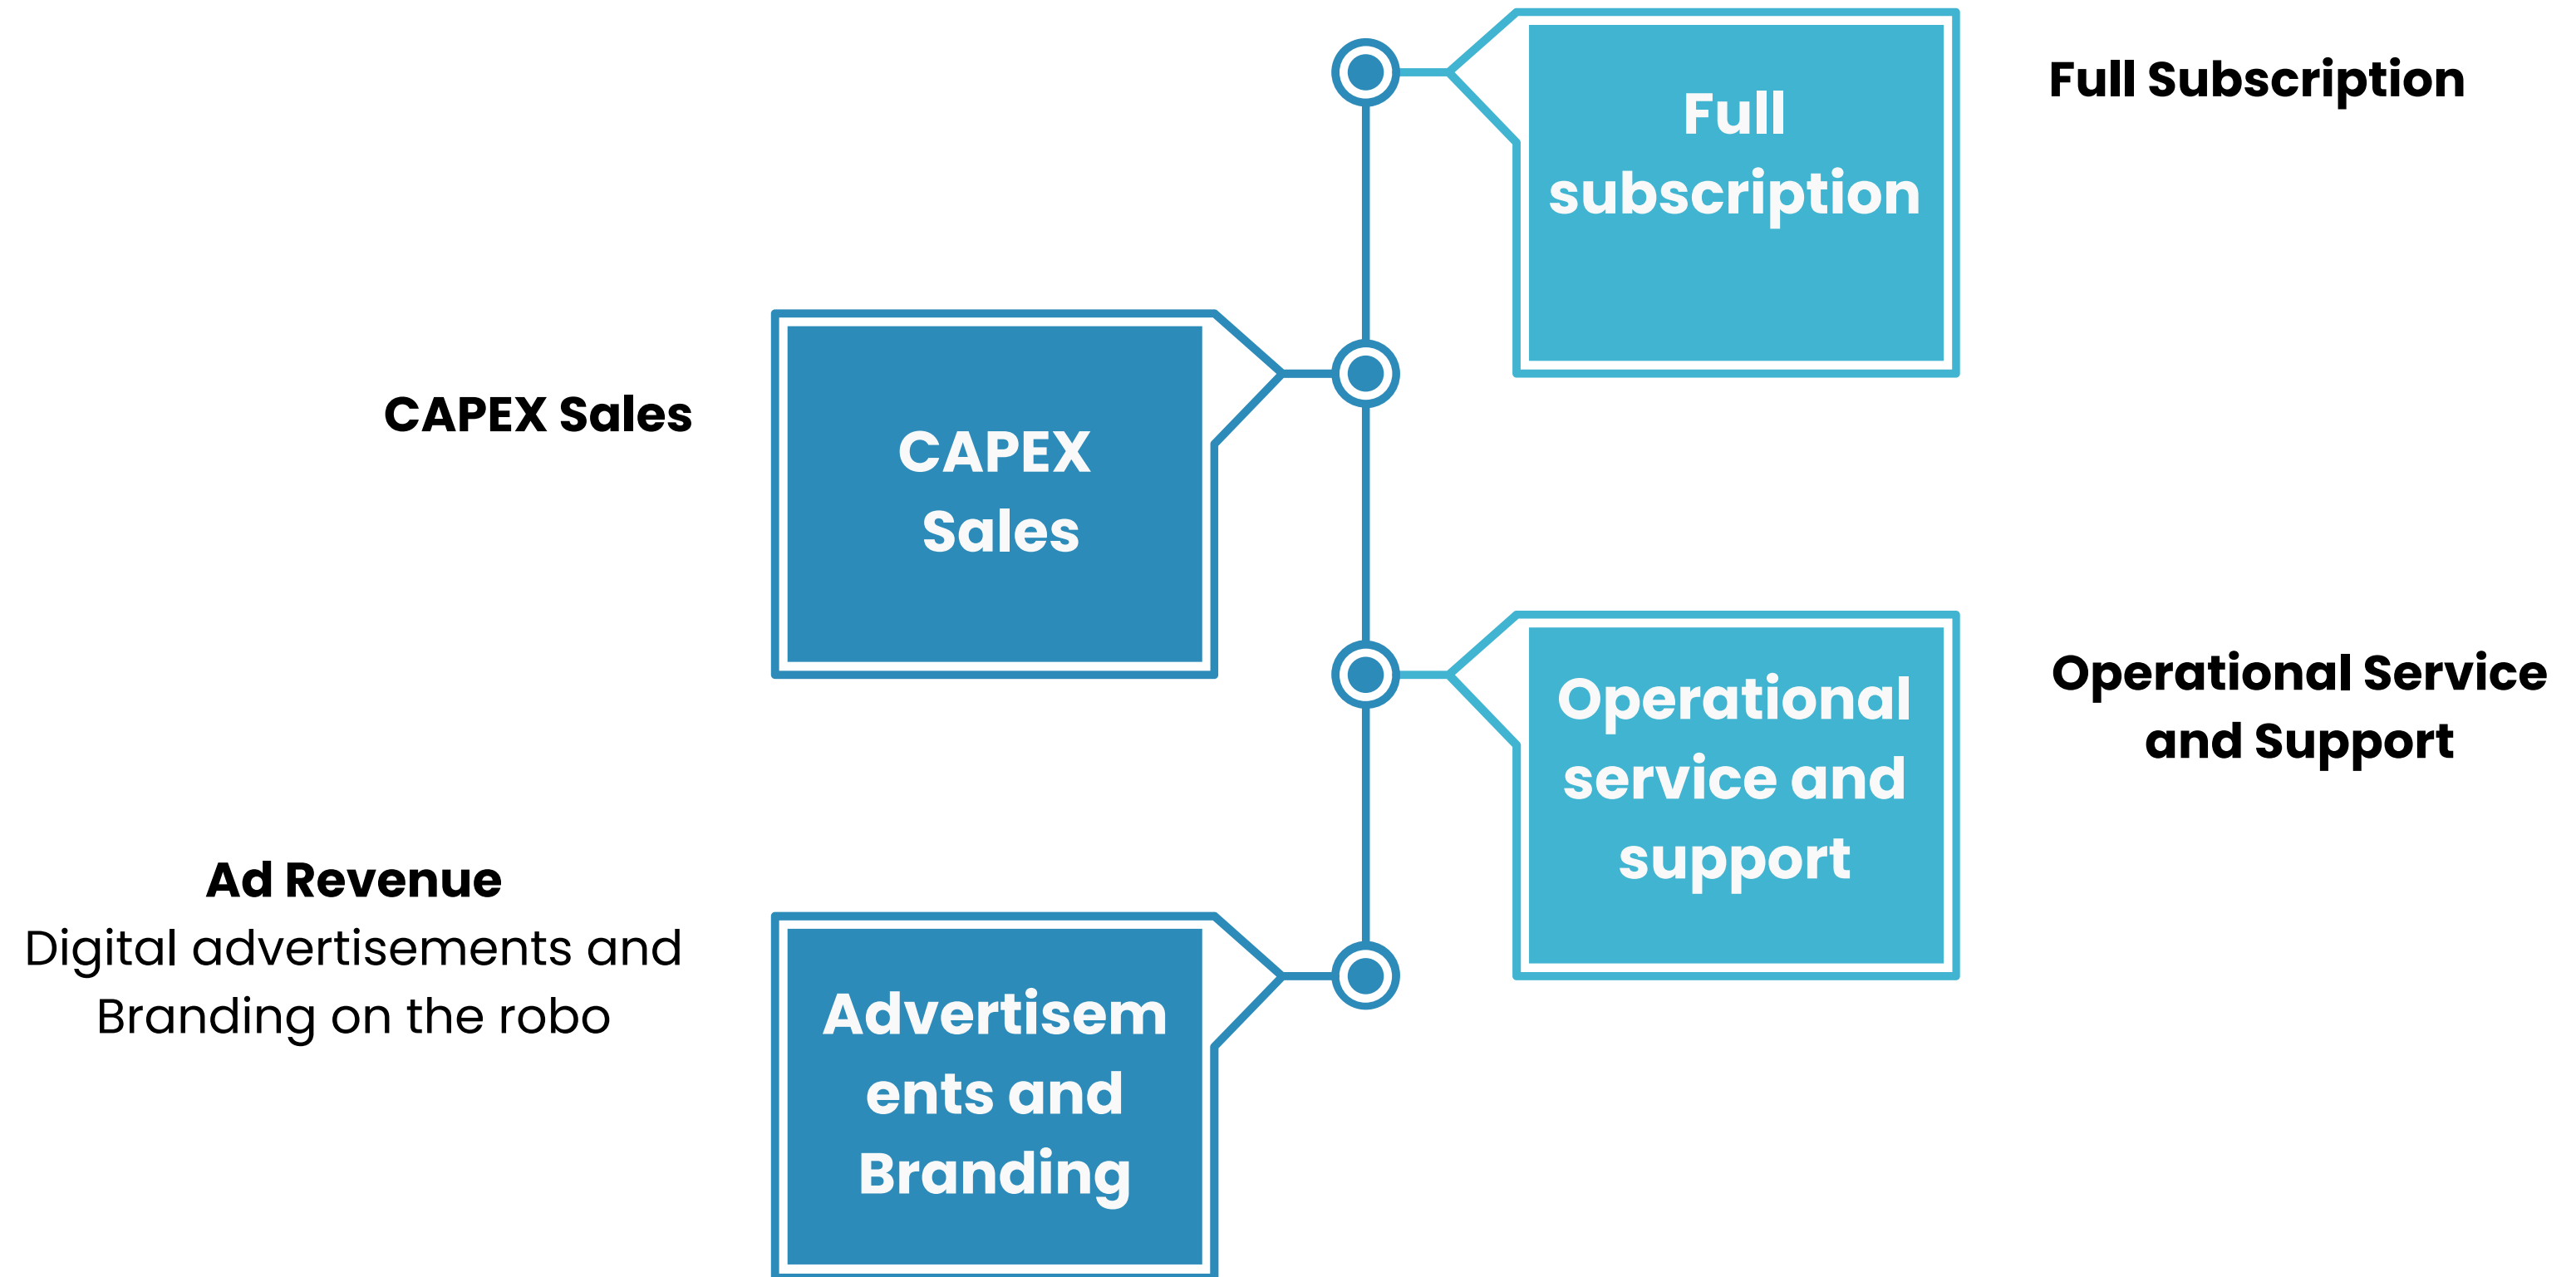 Full
subscription
Full Subscription
CAPEX Sales
CAPEX
Sales
Operational
service and
support
Operational Service
and Support
Ad Revenue
Digital advertisements and
Branding on the robo
Advertisem
ents and
Branding